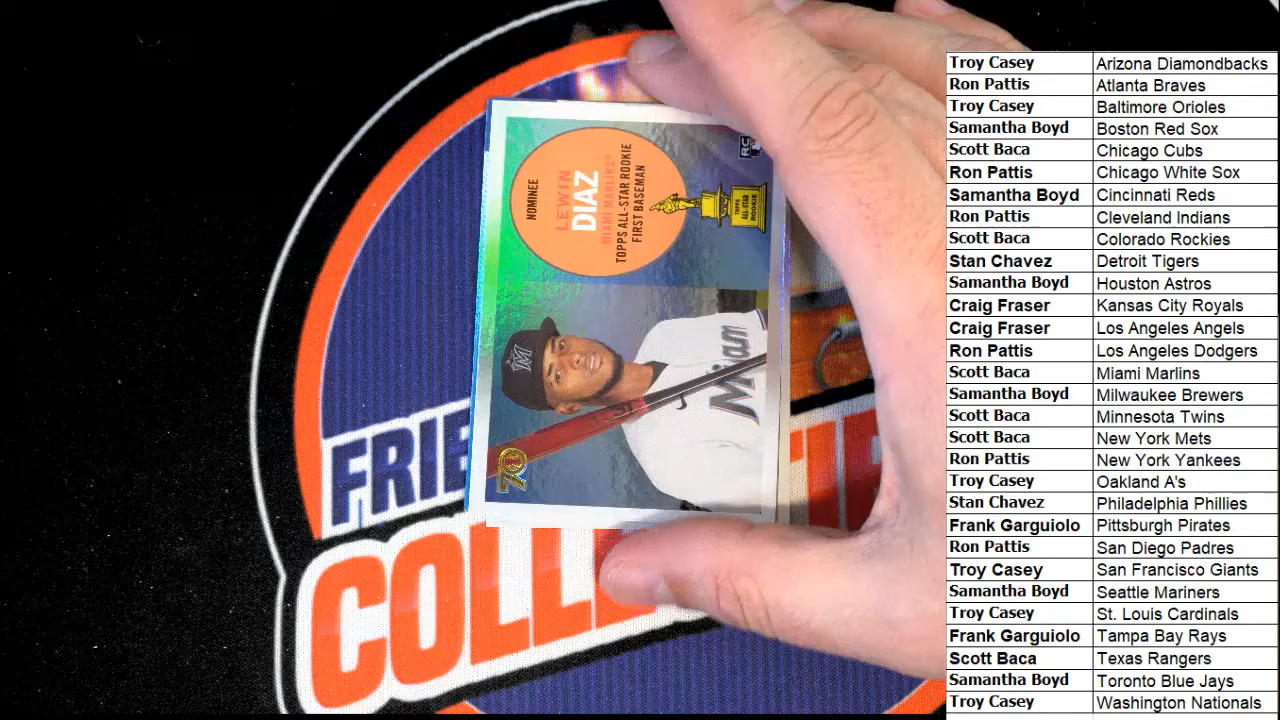 NOMINEE
LEWIN
DIAZ
MIAMI MARLINS™
TOPPS ALL-STAR ROOKIE
FIRST BASEMAN
TOPPS
ALL-STAR
ROOKIE
RC
M
Miami
70
FRIE
COLLE
Troy Casey Arizona Diamondbacks
Ron Pattis Atlanta Braves
Troy Casey Baltimore Orioles
Samantha Boyd Boston Red Sox
Scott Baca Chicago Cubs
Ron Pattis Chicago White Sox
Samantha Boyd Cincinnati Reds
Ron Pattis Cleveland Indians
Scott Baca Colorado Rockies
Stan Chavez Detroit Tigers
Samantha Boyd Houston Astros
Craig Fraser Kansas City Royals
Craig Fraser Los Angeles Angels
Ron Pattis Los Angeles Dodgers
Scott Baca Miami Marlins
Samantha Boyd Milwaukee Brewers
Scott Baca Minnesota Twins
Scott Baca New York Mets
Ron Pattis New York Yankees
Troy Casey Oakland A's
Stan Chavez Philadelphia Phillies
Frank Garguiolo Pittsburgh Pirates
Ron Pattis San Diego Padres
Troy Casey San Francisco Giants
Samantha Boyd Seattle Mariners
Troy Casey St. Louis Cardinals
Frank Garguiolo Tampa Bay Rays
Scott Baca Texas Rangers
Samantha Boyd Toronto Blue Jays
Troy Casey Washington Nationals